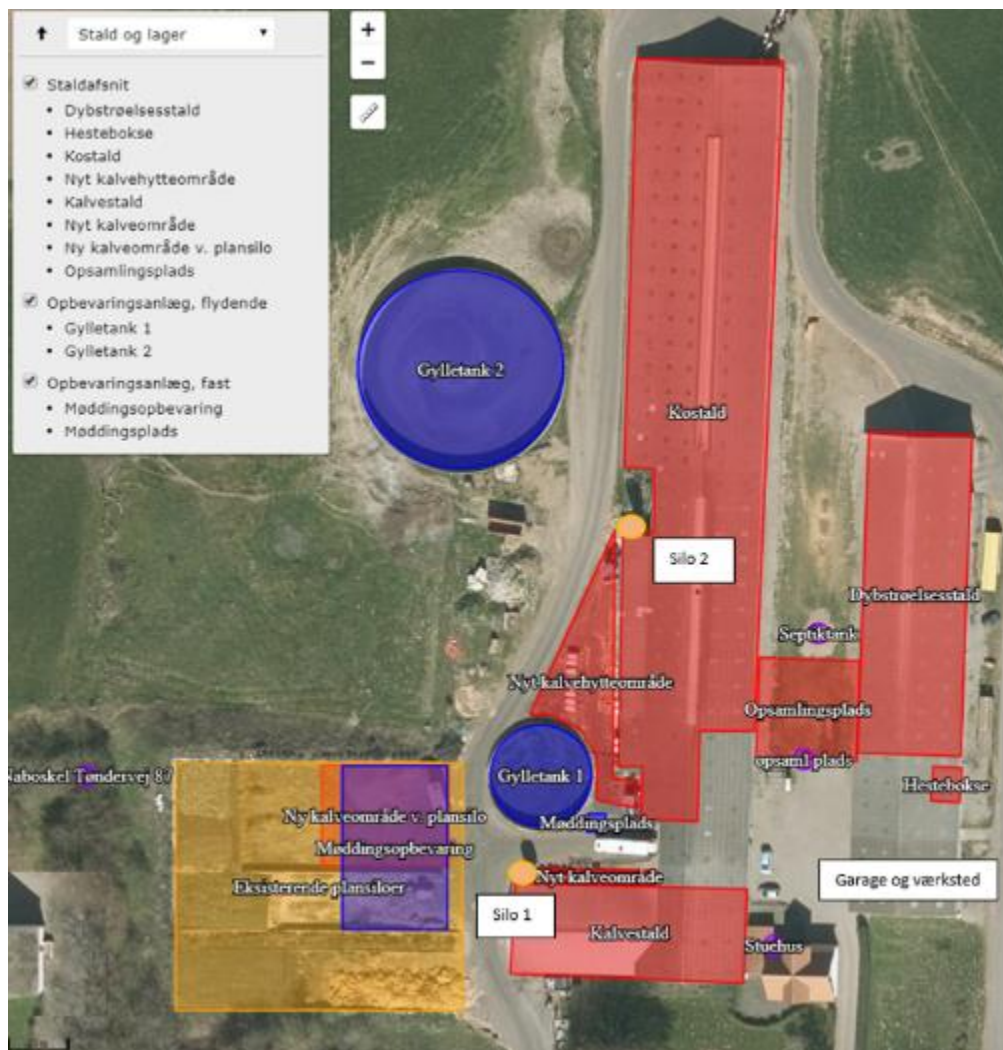 Stald og lager
Staldafsnit
Dybstrøelsesstald
Hestebokse
Kostald
Nyt kalvehytteområde
Kalvestald
Nyt kalveområde
Ny kalveområde v. plansilo
Opsamlingsplads
Opbevaringsanlæg, flydende
Gylletank 1
Gylletank 2
Opbevaringsanlæg, fast
Møddingsopbevaring
Møddingsplads
+
−
Gylletank 2
Kostald
Silo 2
Dybstrøelsesstald
Septiktank
Nyt kalvehytteområde
Opsamlingsplads
opsaml plads
Naboskel Tøndervej 87
Gylletank 1
Hestebokse
Ny kalveområde v. plansilo
Møddingsplads
Møddingsopbevaring
Nyt kalveområde
Eksisterende plansiloer
Garage og værksted
Silo 1
Kalvestald
Stuehus